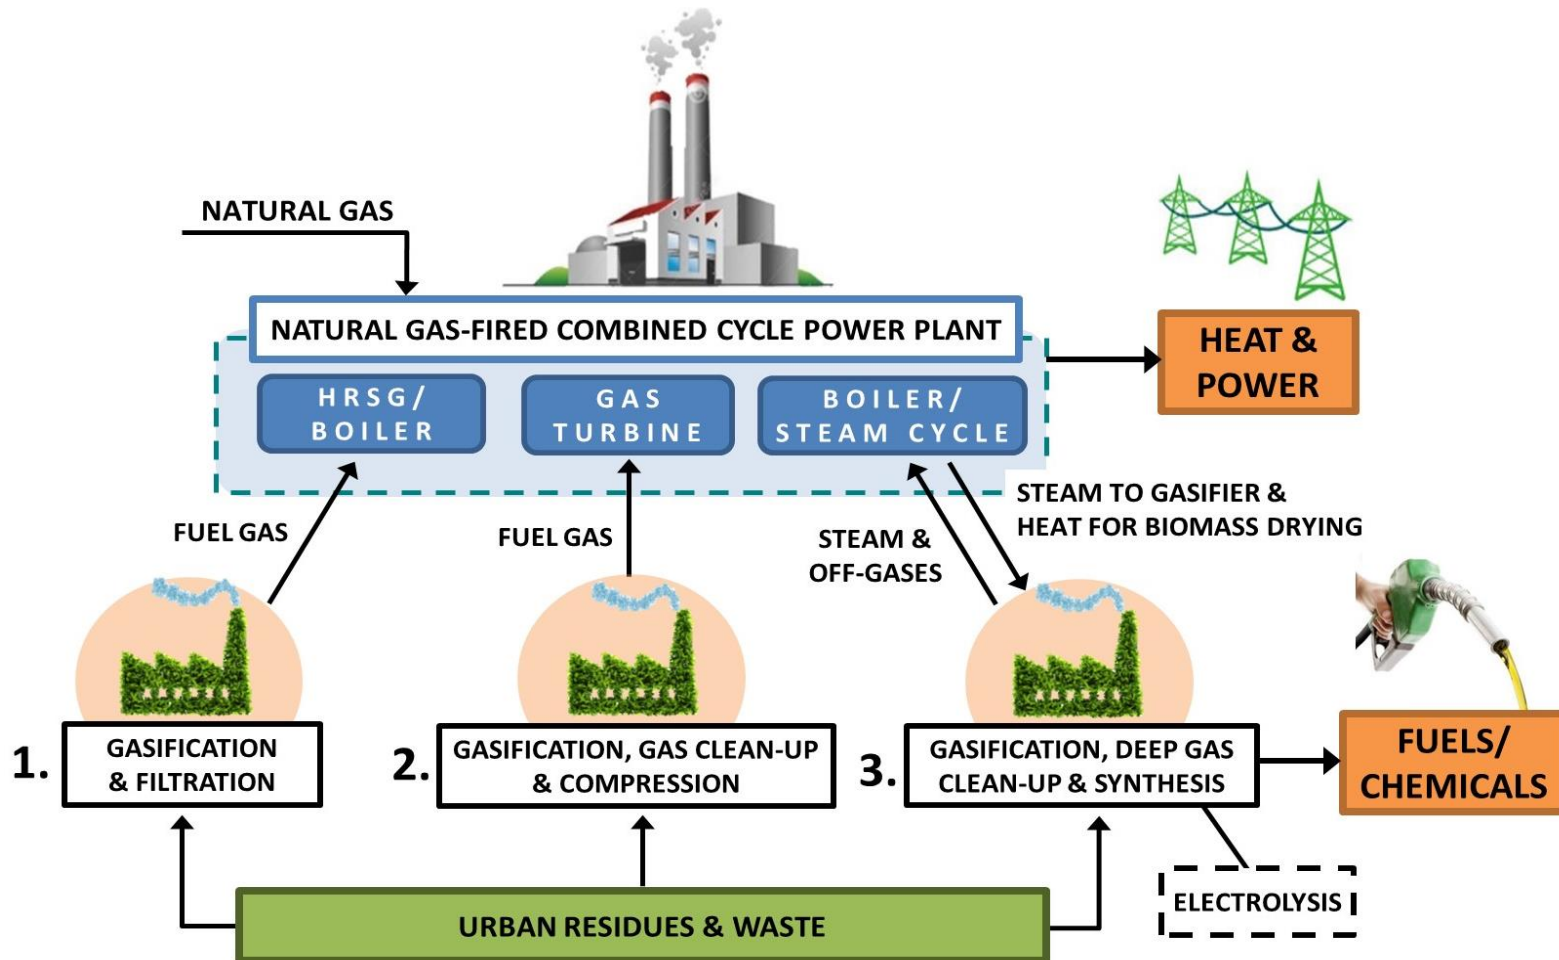 NATURAL GAS
NATURAL GAS-FIRED COMBINED CYCLE POWER PLANT
HRSG/
BOILER
GAS
TURBINE
BOILER/
STEAM CYCLE
HEAT &
POWER
FUEL GAS
FUEL GAS
STEAM &
OFF-GASES
STEAM TO GASIFIER &
HEAT FOR BIOMASS DRYING
1.
GASIFICATION
& FILTRATION
2.
GASIFICATION, GAS CLEAN-UP
& COMPRESSION
3.
GASIFICATION, DEEP GAS
CLEAN-UP & SYNTHESIS
FUELS/
CHEMICALS
ELECTROLYSIS
URBAN RESIDUES & WASTE